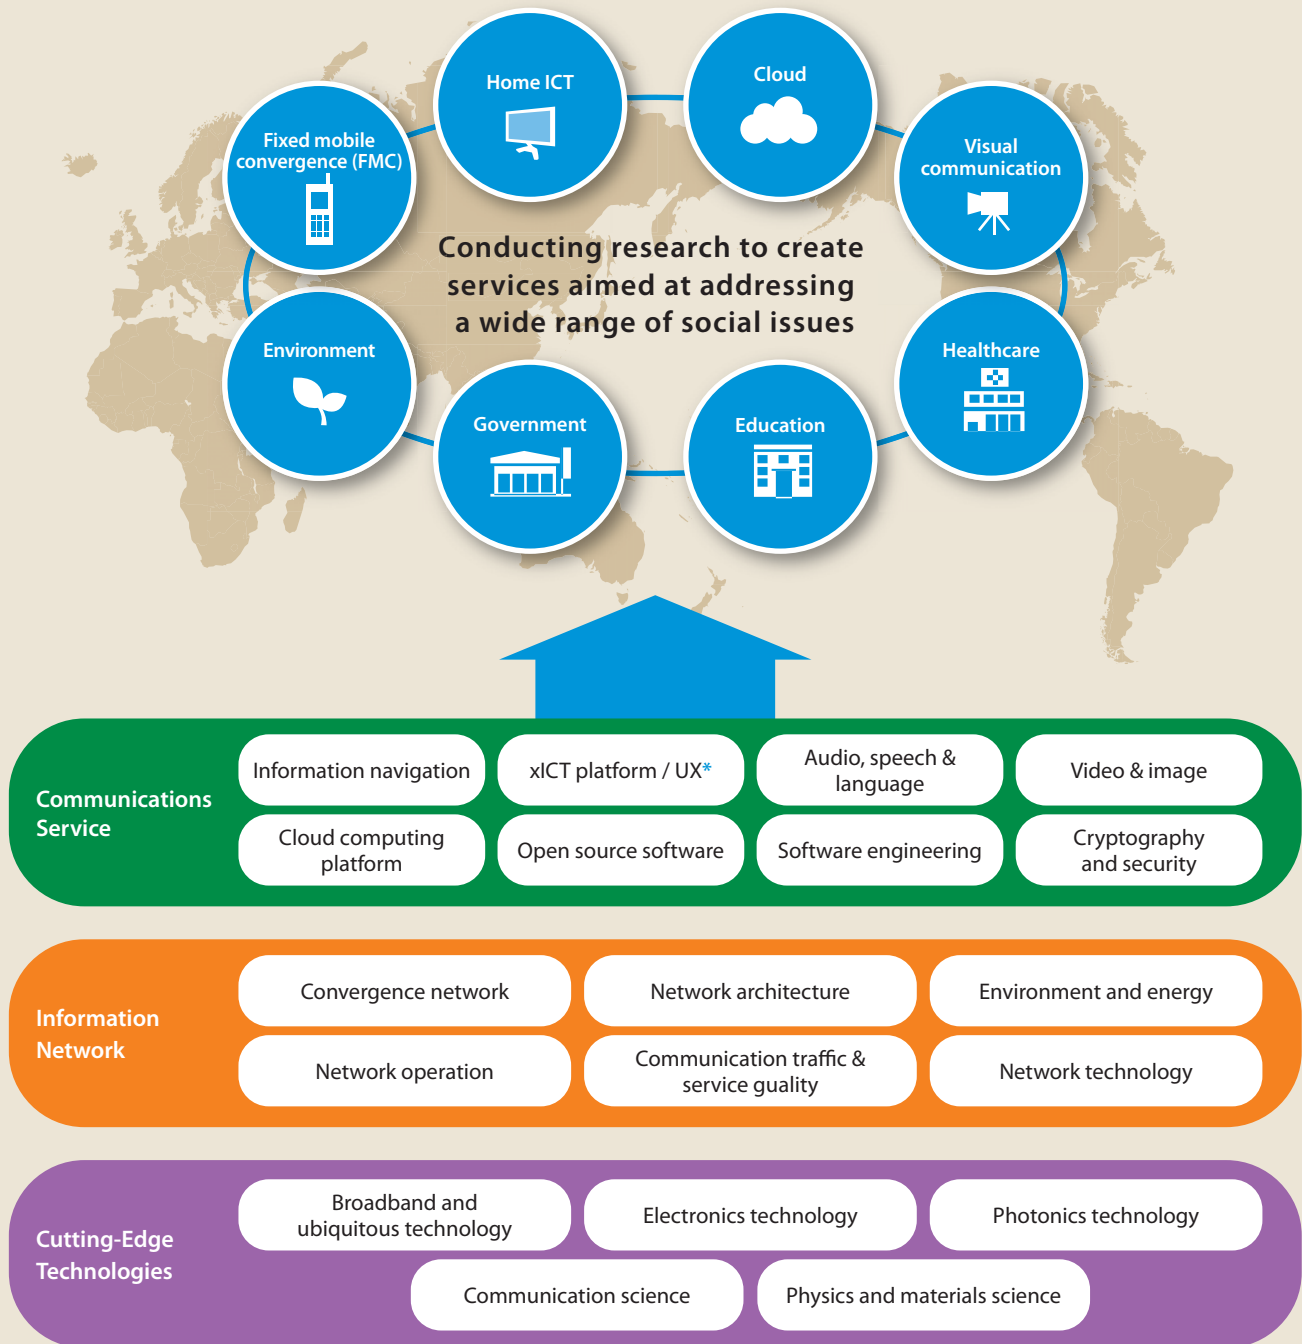 Home ICT
Cloud
Fixed mobile
convergence (FMC)
Visual
communication
Conducting research to create
services aimed at addressing
a wide range of social issues
Environment
Healthcare
Government
Education
Communications
Service
Information navigation
xICT platform / UX*
Audio, speech &
language
Video & image
Cloud computing
platform
Open source software
Software engineering
Cryptography
and security
Information
Network
Convergence network
Network architecture
Environment and energy
Network operation
Communication traffic &
service guality
Network technology
Cutting-Edge
Technologies
Broadband and
ubiquitous technology
Electronics technology
Photonics technology
Communication science
Physics and materials science